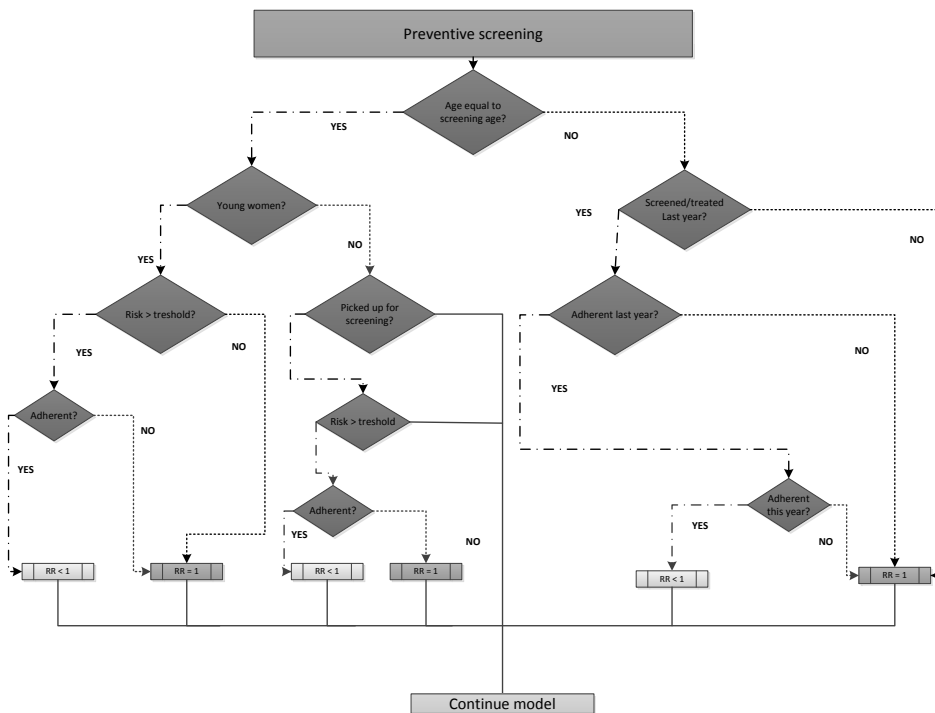 Preventive screening
Age equal to
screening age?
YES
NO
Young women?
Screened/treated
Last year?
YES
NO
NO
YES
Risk > treshold?
Picked up for
screening?
Adherent last year?
YES
NO
NO
YES
Adherent?
Risk > treshold
NO
YES
Adherent?
Adherent
this year?
YES
NO
YES
NO
RR < 1
RR = 1
RR < 1
RR = 1
RR < 1
RR = 1
Continue model